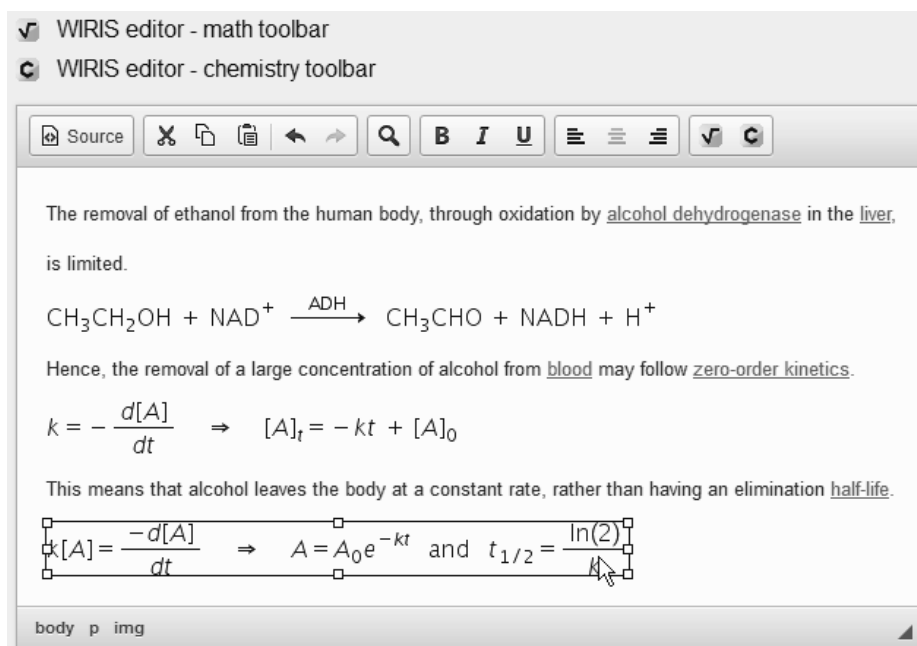 √ WIRIS editor - math toolbar
C WIRIS editor - chemistry toolbar
Source B I U √ C
The removal of ethanol from the human body, through oxidation by alcohol dehydrogenase in the liver,
is limited.
CH₃CH₂OH + NAD⁺ —ADH→ CH₃CHO + NADH + H⁺
Hence, the removal of a large concentration of alcohol from blood may follow zero-order kinetics.
k = − d[A]/dt ⇒ [A]ₜ = − kt + [A]₀
This means that alcohol leaves the body at a constant rate, rather than having an elimination half-life.
k[A] = −d[A]/dt ⇒ A = A₀e^(−kt) and t_(1/2) = ln(2)/k
body p img